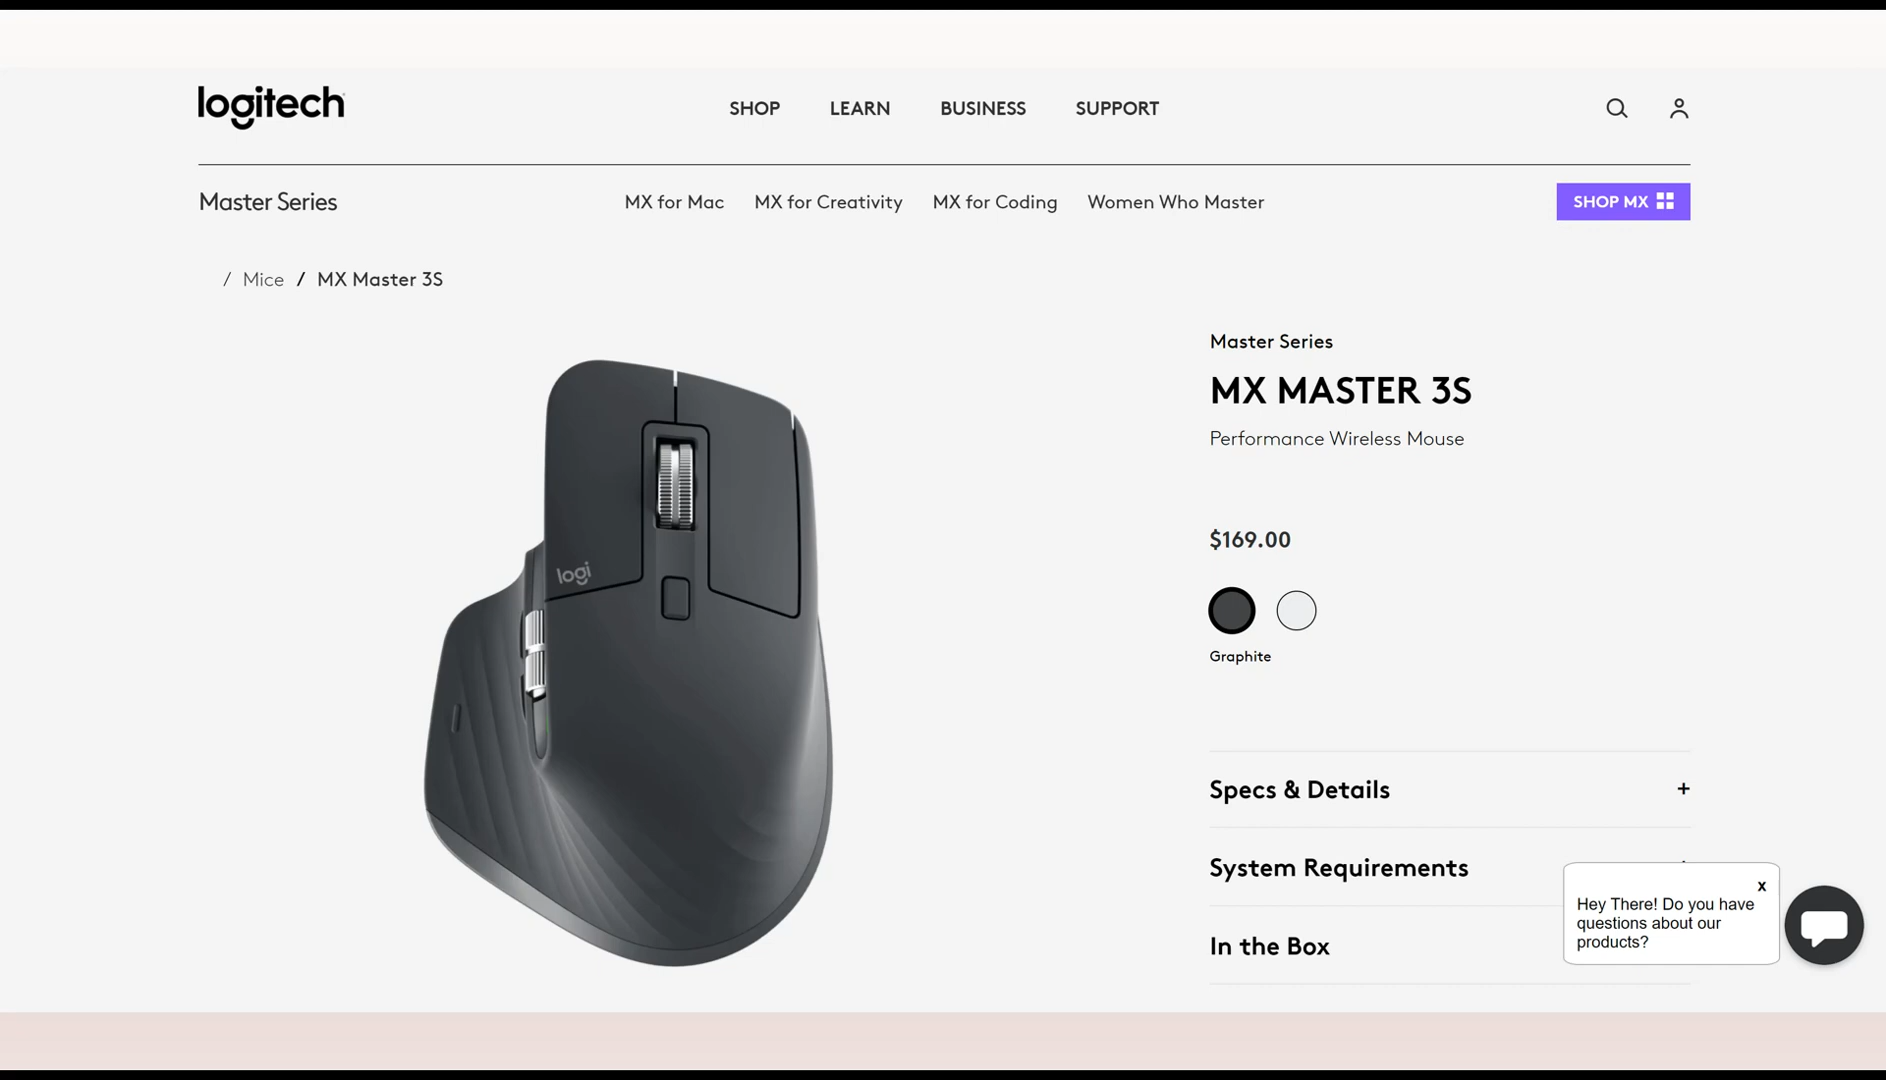 logitech
SHOP LEARN BUSINESS SUPPORT
Master Series MX for Mac MX for Creativity MX for Coding Women Who Master SHOP MX
/ Mice / MX Master 3S
Master Series
MX MASTER 3S
Performance Wireless Mouse
$169.00
Graphite
logi
Specs & Details +
System Requirements
x
Hey There! Do you have
questions about our
products?
In the Box